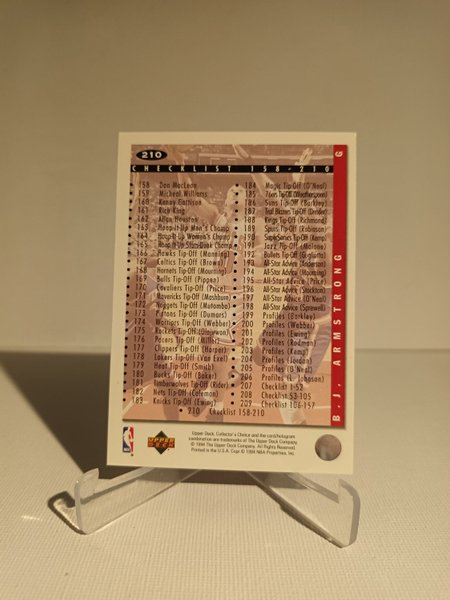 210
CHECKLIST 158-210
158 Don MacLean
159 Micheal Williams
160 Kenny Gattison
161 Rich King
162 Allan Houston
163 Hoop-It-Up Men's Champ
164 Hoop-It-Up Women's Champ
165 Hoop-It-Up Slam-Dunk Champ
166 Hawks Tip-Off (Manning)
167 Celtics Tip-Off (Brown)
168 Hornets Tip-Off (Mourning)
169 Bulls Tip-Off (Pippen)
170 Cavaliers Tip-Off (Price)
171 Mavericks Tip-Off (Mashburn)
172 Nuggets Tip-Off (Mutombo)
173 Pistons Tip-Off (Dumars)
174 Warriors Tip-Off (Webber)
175 Rockets Tip-Off (Olajuwon)
176 Pacers Tip-Off (Miller)
177 Clippers Tip-Off (Harper)
178 Lakers Tip-Off (Van Exel)
179 Heat Tip-Off (Smith)
180 Bucks Tip-Off (Baker)
181 Timberwolves Tip-Off (Rider)
182 Nets Tip-Off (Coleman)
183 Knicks Tip-Off (Ewing)
184 Magic Tip-Off (O'Neal)
185 76ers Tip-Off (Weatherspoon)
186 Suns Tip-Off (Barkley)
187 Trail Blazers Tip-Off (Drexler)
188 Kings Tip-Off (Richmond)
189 Spurs Tip-Off (Robinson)
190 SuperSonics Tip-Off (Kemp)
191 Jazz Tip-Off (Malone)
192 Bullets Tip-Off (Gugliotta)
193 All-Star Advice (Anderson)
194 All-Star Advice (Mourning)
195 All-Star Advice (Price)
196 All-Star Advice (Stockton)
197 All-Star Advice (O'Neal)
198 All-Star Advice (Sprewell)
199 Profiles (Barkley)
200 Profiles (Webber)
201 Profiles (Ewing)
202 Profiles (Rodman)
203 Profiles (Kemp)
204 Profiles (Jordan)
205 Profiles (O'Neal)
206 Profiles (L. Johnson)
207 Checklist 1-52
208 Checklist 53-105
209 Checklist 106-157
210 Checklist 158-210
B.J. ARMSTRONG G
NBA
UPPER DECK
Upper Deck, Collector's Choice and the card/hologram
combination are trademarks of The Upper Deck Company.
© 1994 The Upper Deck Company. All Rights Reserved.
Printed in the U.S.A. Copr. © 1994 NBA Properties, Inc.